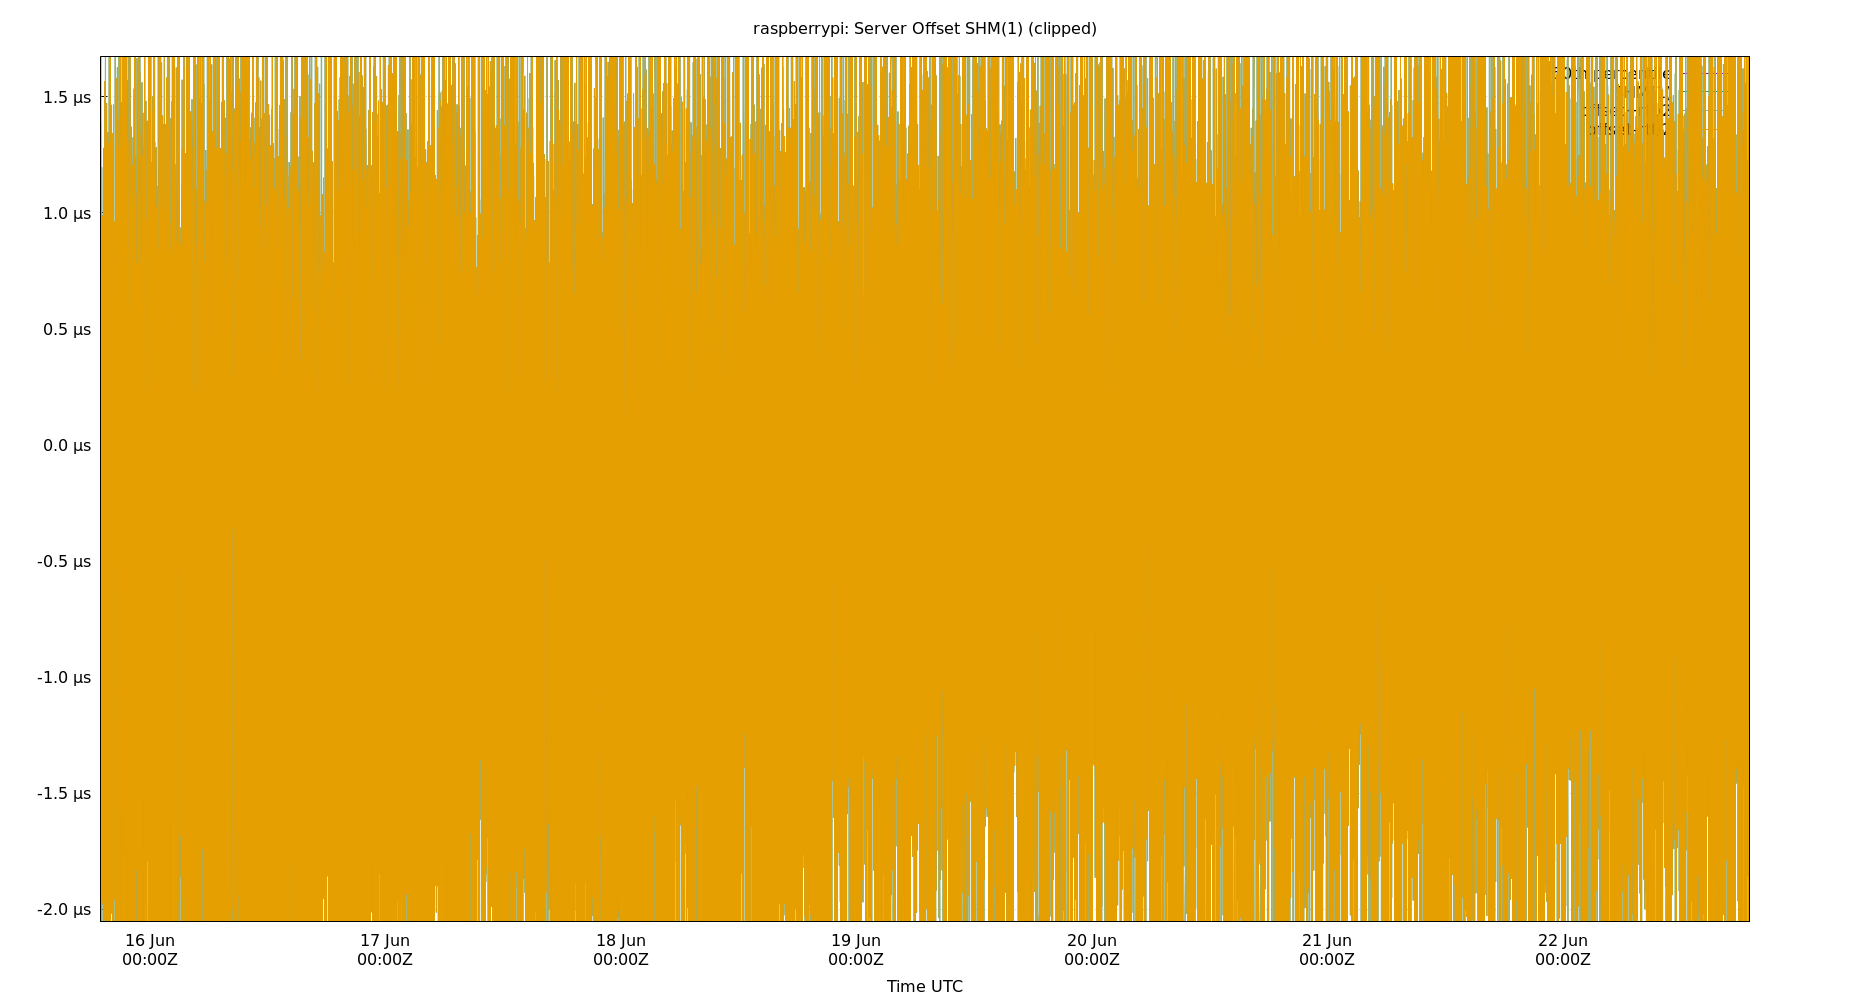 raspberrypi: Server Offset SHM(1) (clipped)
1.5 µs
1.0 µs
0.5 µs
0.0 µs
-0.5 µs
-1.0 µs
-1.5 µs
-2.0 µs
16 Jun 17 Jun 18 Jun 19 Jun 20 Jun 21 Jun 22 Jun
00:00Z 00:00Z 00:00Z 00:00Z 00:00Z 00:00Z 00:00Z
Time UTC